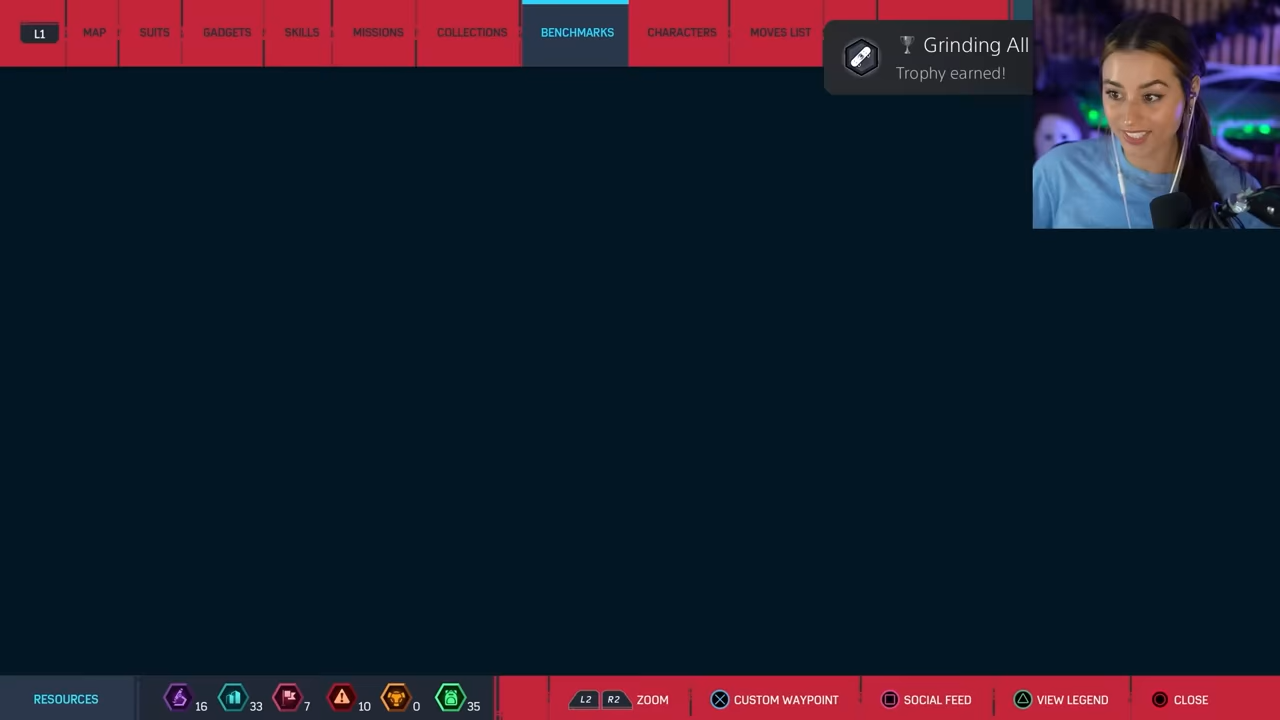 L1 MAP SUITS GADGETS SKILLS MISSIONS COLLECTIONS BENCHMARKS CHARACTERS MOVES LIST
Grinding All
Trophy earned!
RESOURCES 16 33 7 10 0 35 L2 R2 ZOOM CUSTOM WAYPOINT SOCIAL FEED VIEW LEGEND CLOSE